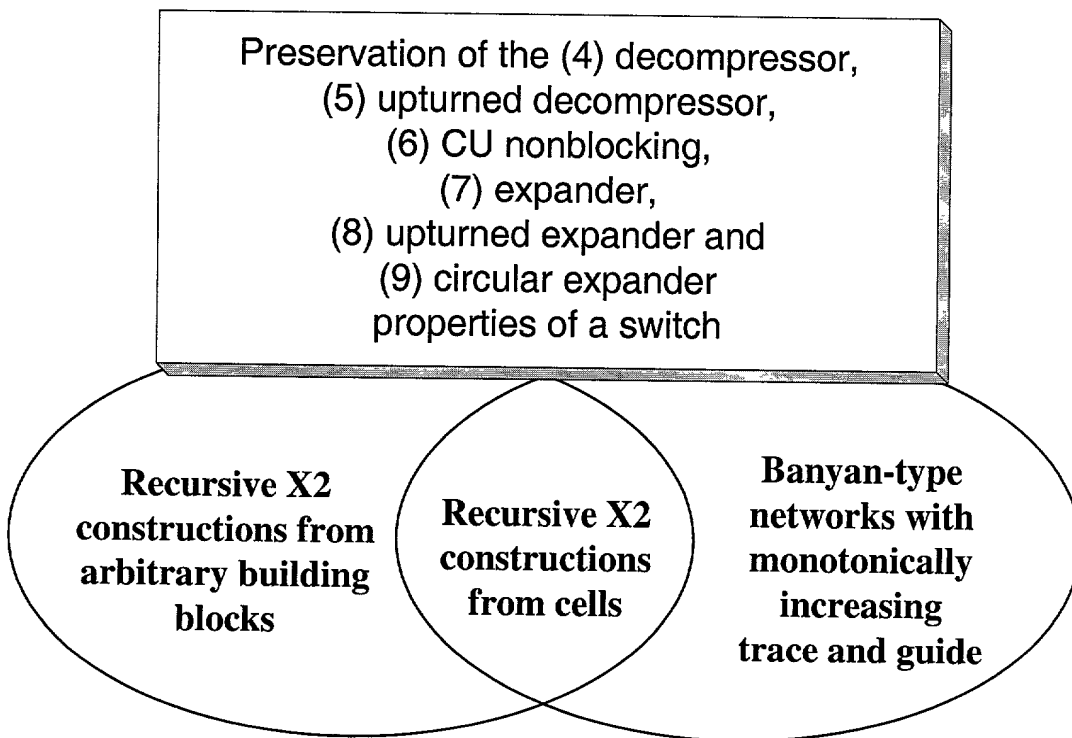 Preservation of the (4) decompressor,
(5) upturned decompressor,
(6) CU nonblocking,
(7) expander,
(8) upturned expander and
(9) circular expander
properties of a switch
Recursive X2
constructions from
arbitrary building
blocks
Recursive X2
constructions
from cells
Banyan-type
networks with
monotonically
increasing
trace and guide